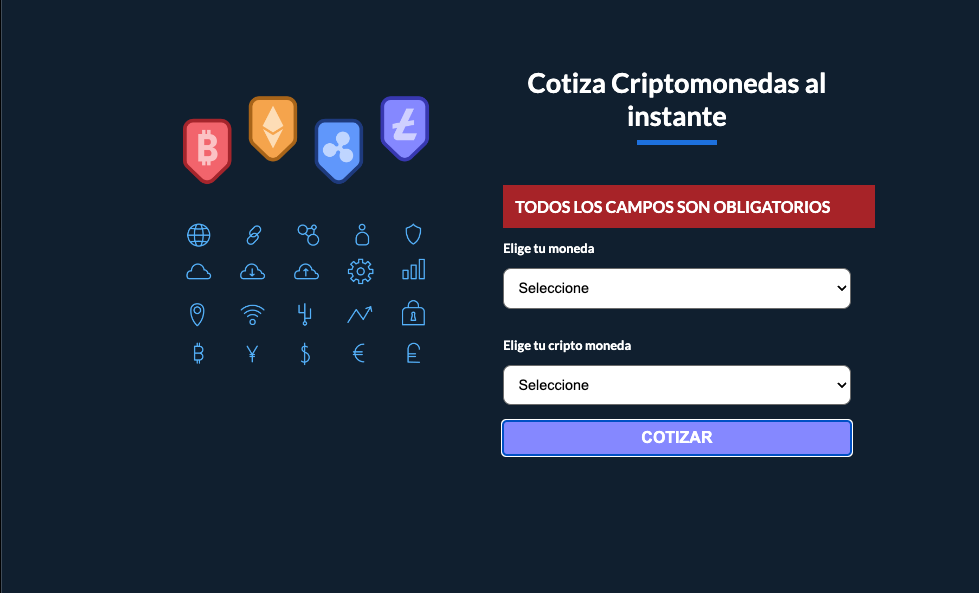 Cotiza Criptomonedas al
instante
TODOS LOS CAMPOS SON OBLIGATORIOS
Elige tu moneda
Seleccione
Elige tu cripto moneda
Seleccione
COTIZAR